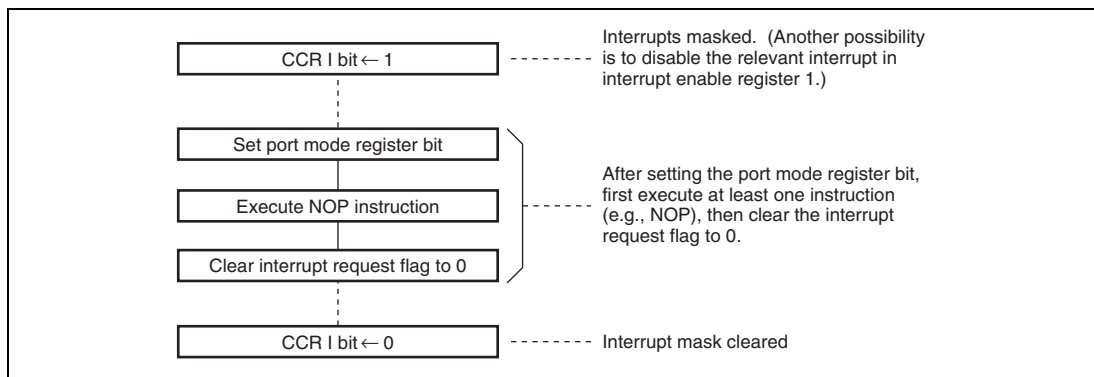 CCR I bit ← 1
Interrupts masked. (Another possibility
is to disable the relevant interrupt in
interrupt enable register 1.)
Set port mode register bit
Execute NOP instruction
Clear interrupt request flag to 0
After setting the port mode register bit,
first execute at least one instruction
(e.g., NOP), then clear the interrupt
request flag to 0.
CCR I bit ← 0
Interrupt mask cleared